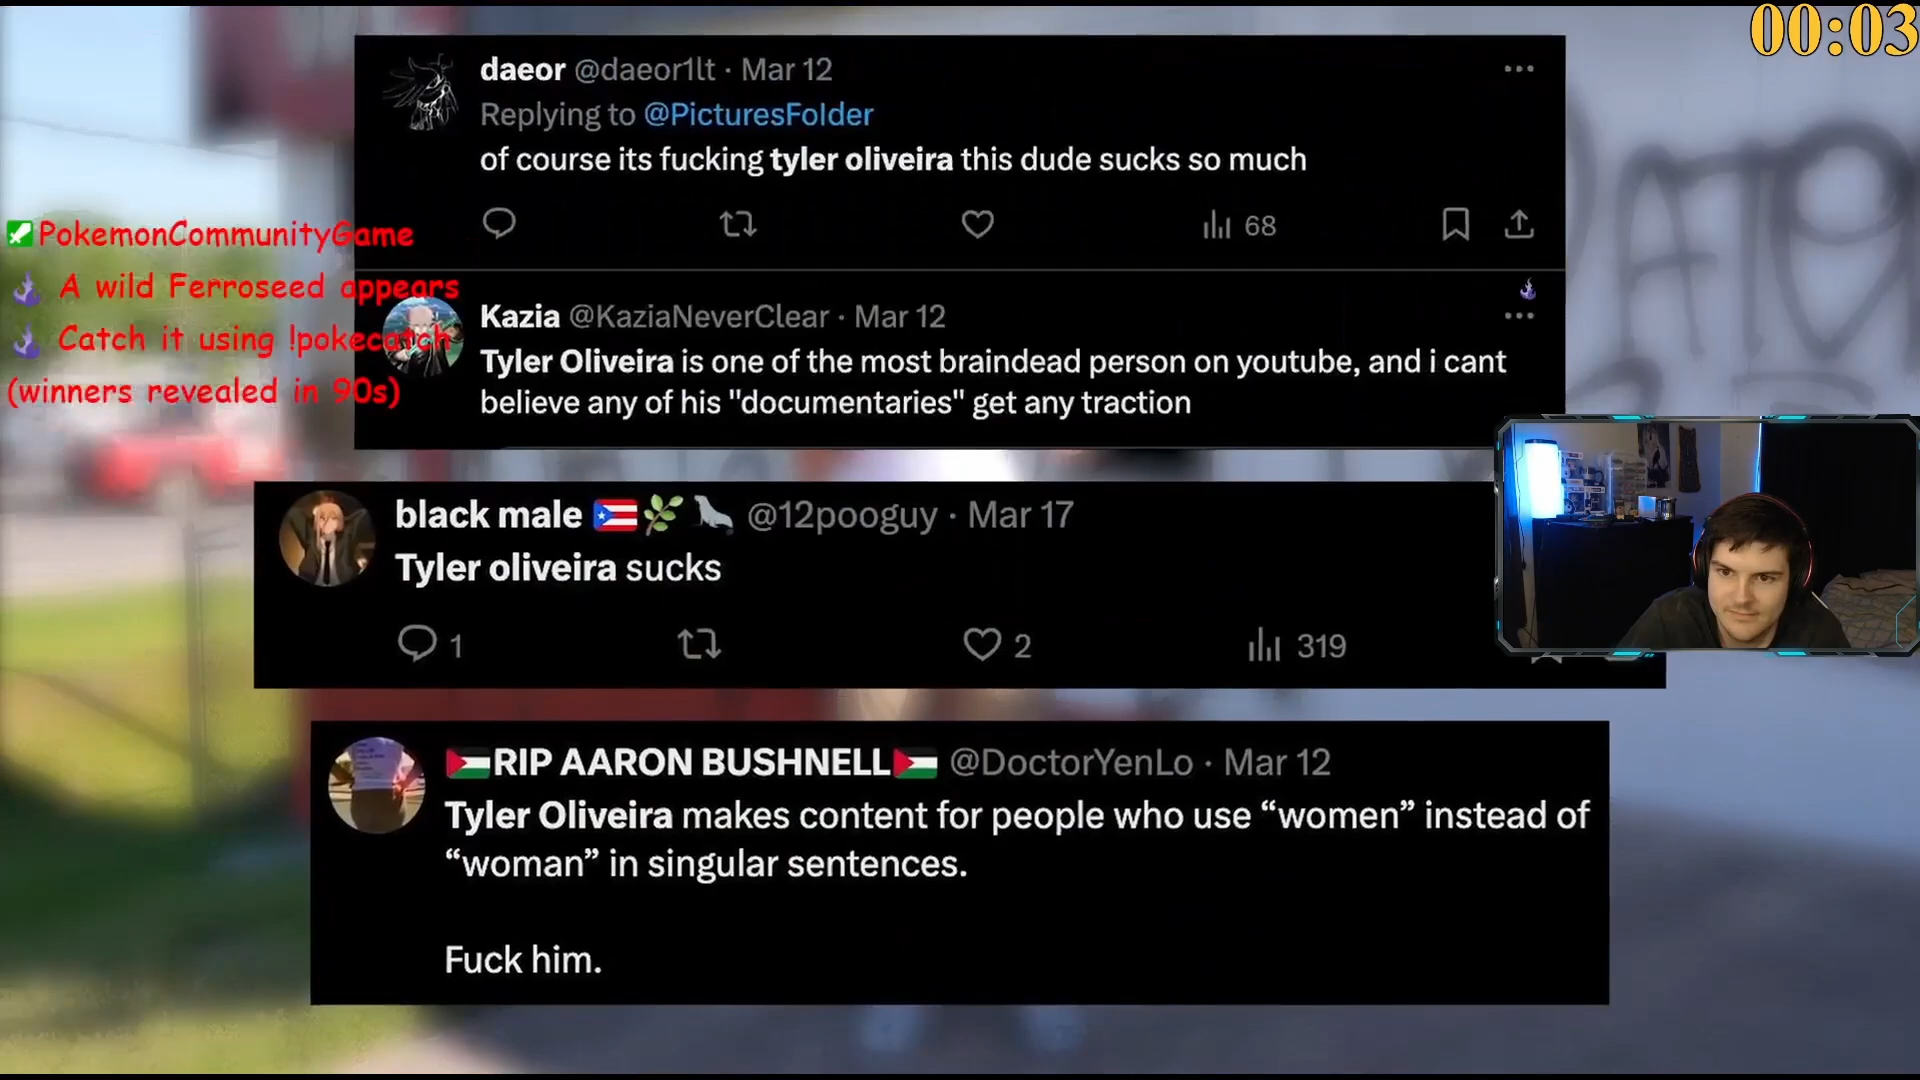 00:03
daeor @daeor1lt · Mar 12
Replying to @PicturesFolder
of course its fucking tyler oliveira this dude sucks so much
68
PokemonCommunityGame
A wild Ferroseed appears
Catch it using !pokecatch
(winners revealed in 90s)
Kazia @KaziaNeverClear · Mar 12
Tyler Oliveira is one of the most braindead person on youtube, and i cant
believe any of his "documentaries" get any traction
black male @12pooguy · Mar 17
Tyler oliveira sucks
1 2 319
RIP AARON BUSHNELL @DoctorYenLo · Mar 12
Tyler Oliveira makes content for people who use “women” instead of
“woman” in singular sentences.
Fuck him.